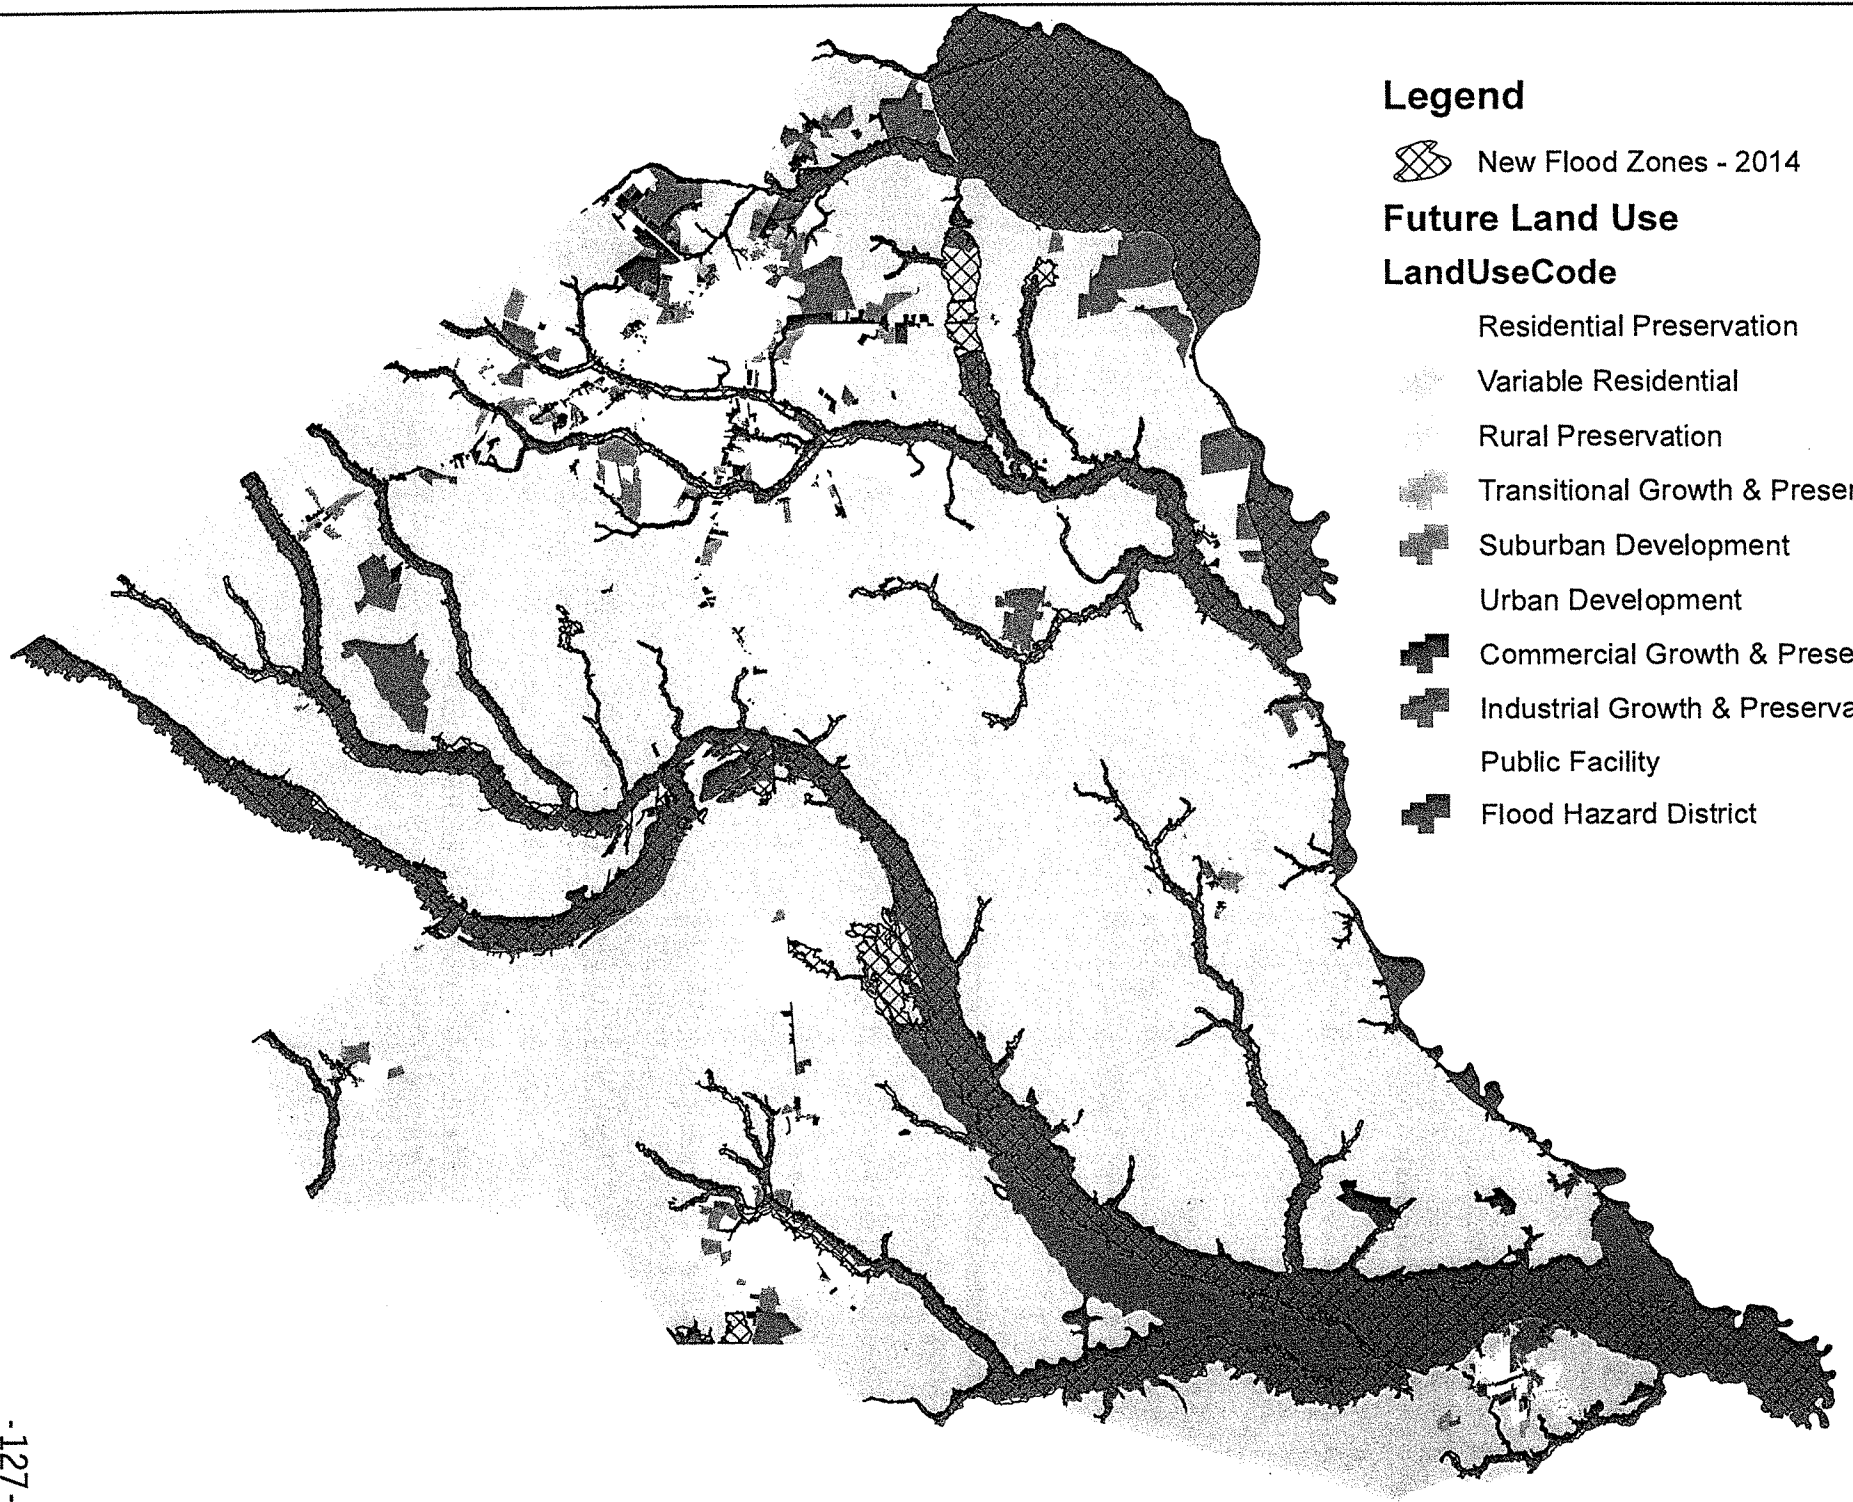 Legend
New Flood Zones - 2014
Future Land Use
LandUseCode
Residential Preservation
Variable Residential
Rural Preservation
Transitional Growth & Preser
Suburban Development
Urban Development
Commercial Growth & Prese
Industrial Growth & Preserva
Public Facility
Flood Hazard District
- 127 -